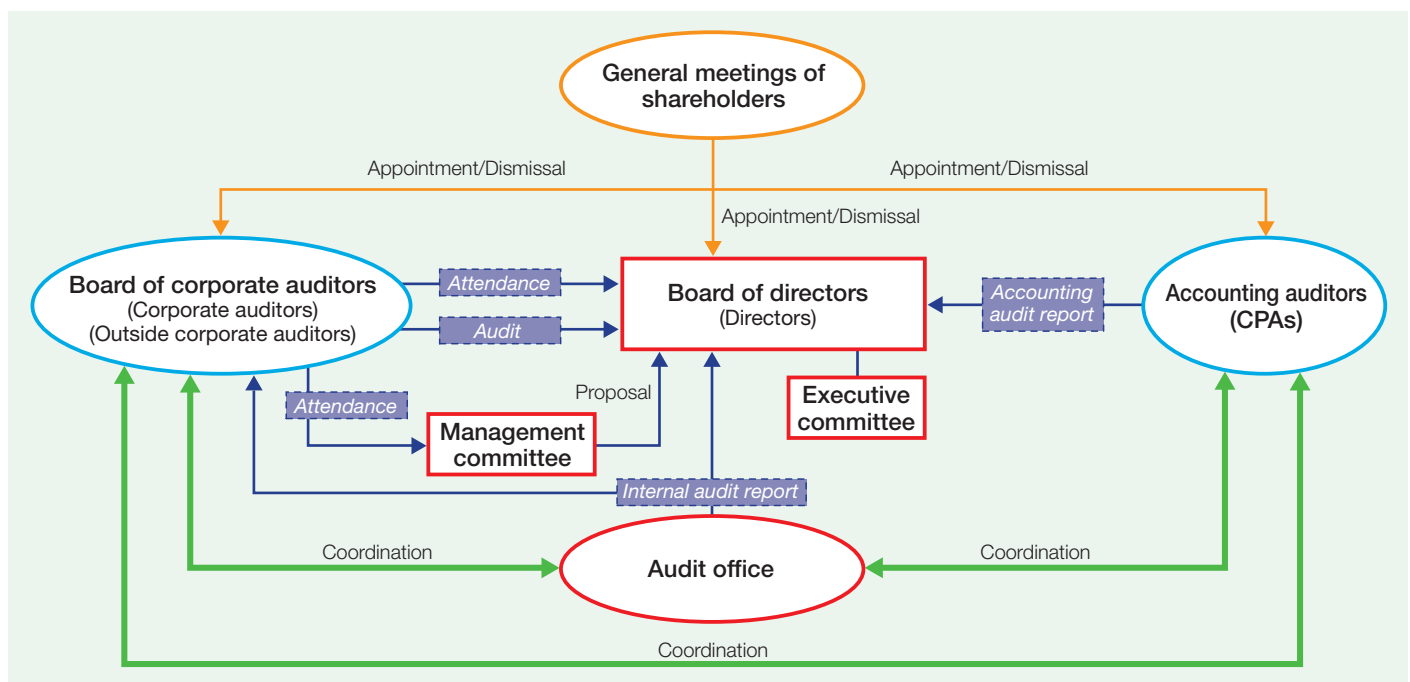 General meetings of
shareholders
Appointment/Dismissal
Appointment/Dismissal
Appointment/Dismissal
Board of corporate auditors
(Corporate auditors)
(Outside corporate auditors)
Attendance
Audit
Board of directors
(Directors)
Accounting
audit report
Accounting auditors
(CPAs)
Attendance
Proposal
Executive
committee
Management
committee
Internal audit report
Coordination
Audit office
Coordination
Coordination